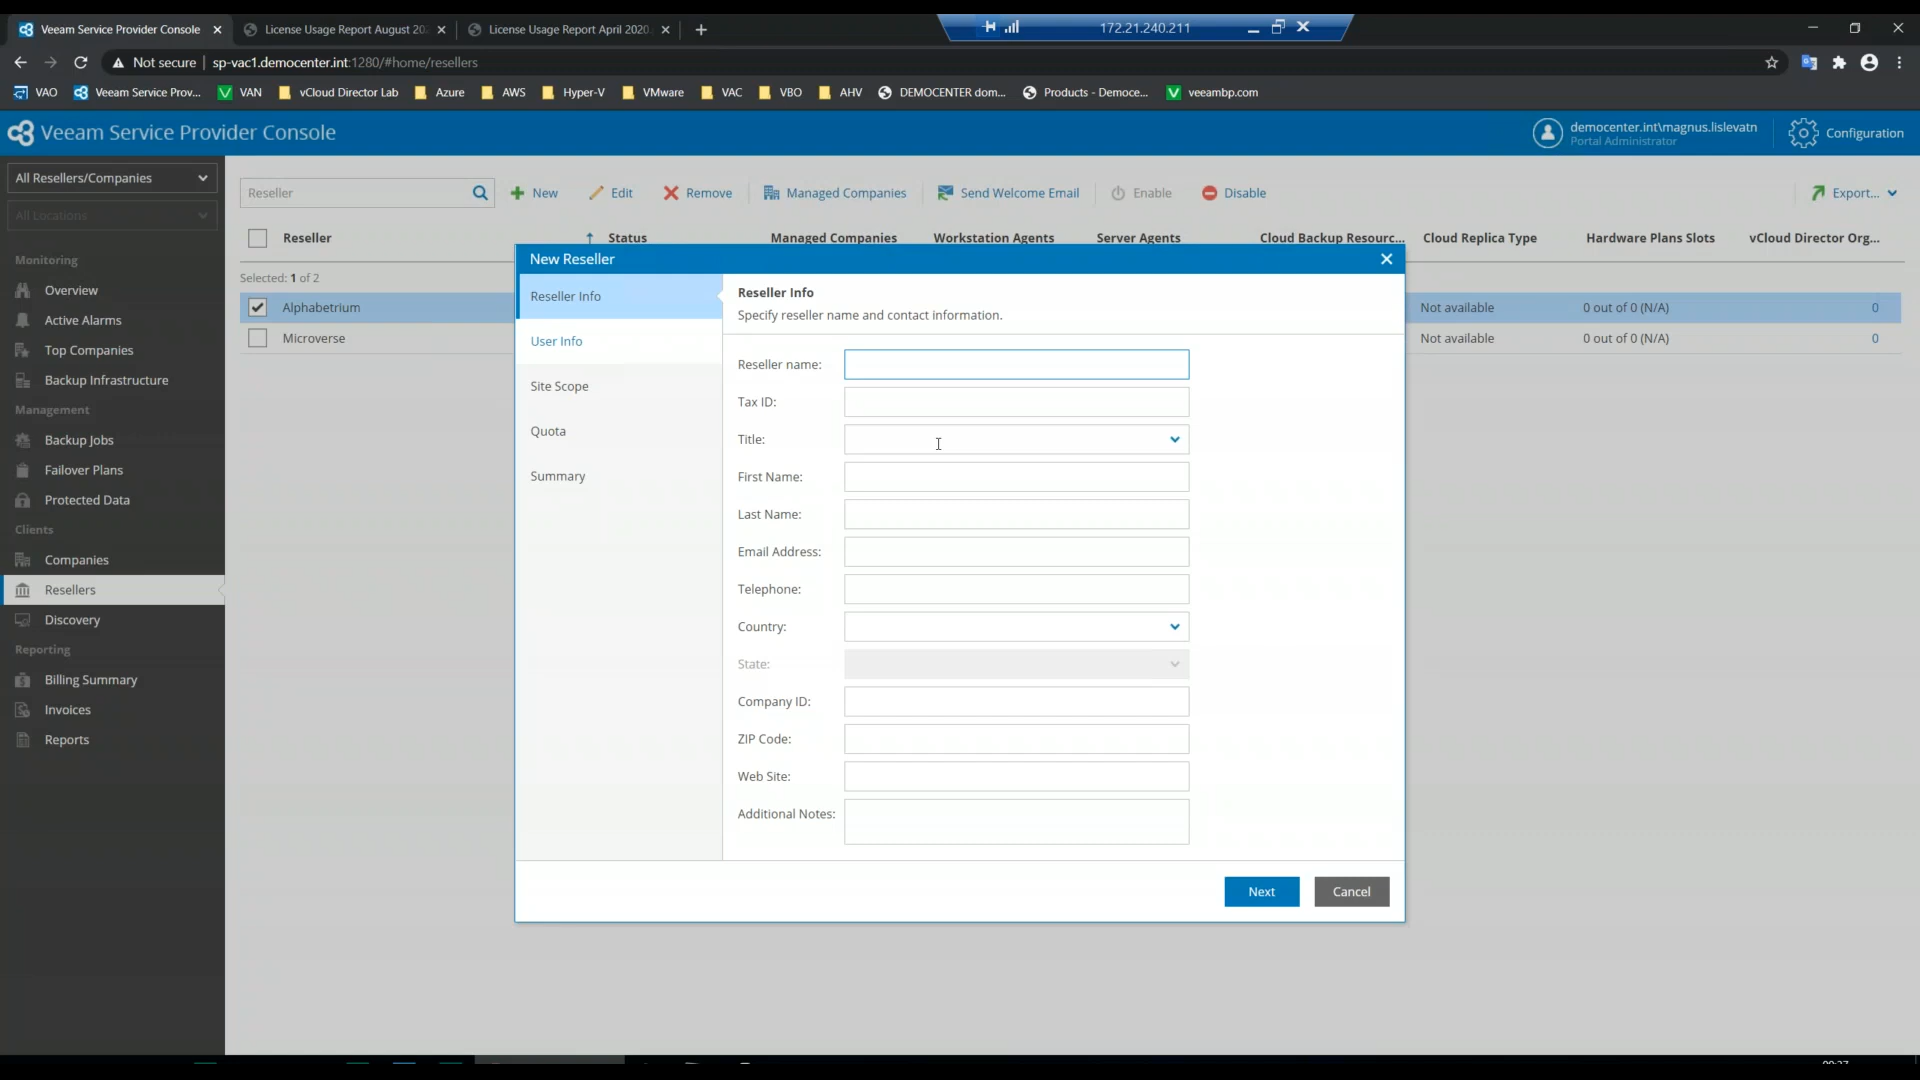 Veeam Service Provider Console
License Usage Report August 20
License Usage Report April 2020
172.21.240.211
Not secure
sp-vac1.democenter.int:1280/#home/resellers
VAO
Veeam Service Prov...
VAN
vCloud Director Lab
Azure
AWS
Hyper-V
VMware
VAC
VBO
AHV
DEMOCENTER dom...
Products - Democe...
veeambp.com
Veeam Service Provider Console
democenter.int\magnus.lislevatn
Portal Administrator
Configuration
All Resellers/Companies
All Locations
Monitoring
Overview
Active Alarms
Top Companies
Backup Infrastructure
Management
Backup Jobs
Failover Plans
Protected Data
Clients
Companies
Resellers
Discovery
Reporting
Billing Summary
Invoices
Reports
Reseller
New
Edit
Remove
Managed Companies
Send Welcome Email
Enable
Disable
Export...
Reseller
Status
Managed Companies
Workstation Agents
Server Agents
Cloud Backup Resourc...
Cloud Replica Type
Hardware Plans Slots
vCloud Director Org...
Selected: 1 of 2
Alphabetrium
Not available
0 out of 0 (N/A)
0
Microverse
Not available
0 out of 0 (N/A)
0
New Reseller
Reseller Info
User Info
Site Scope
Quota
Summary
Reseller Info
Specify reseller name and contact information.
Reseller name:
Tax ID:
Title:
First Name:
Last Name:
Email Address:
Telephone:
Country:
State:
Company ID:
ZIP Code:
Web Site:
Additional Notes:
Next
Cancel